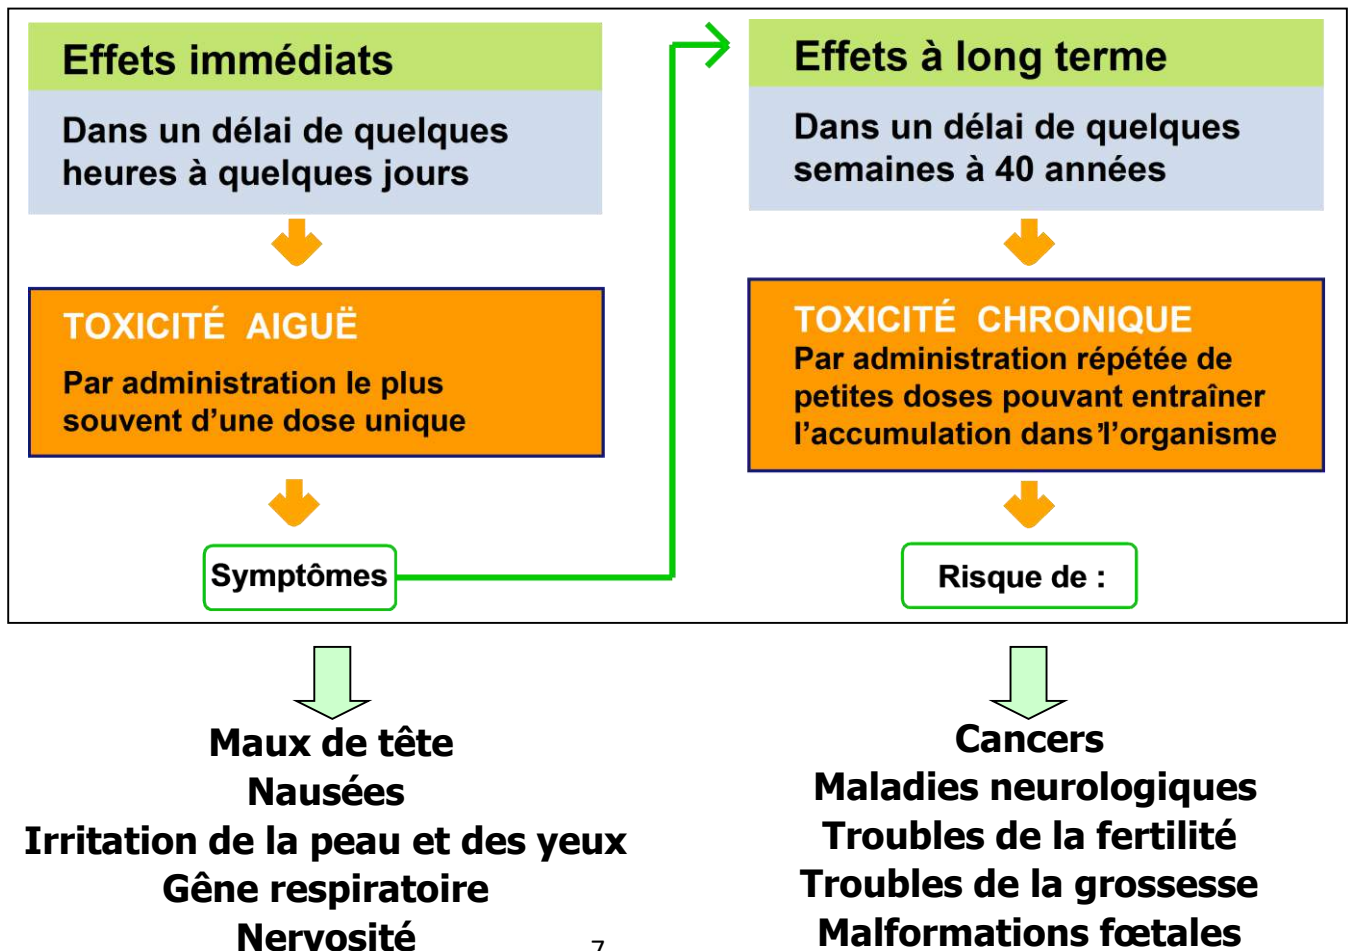 Effets immédiats
Dans un délai de quelques
heures à quelques jours
TOXICITÉ AIGUË
Par administration le plus
souvent d’une dose unique
Symptômes
Maux de tête
Nausées
Irritation de la peau et des yeux
Gêne respiratoire
Nervosité
Effets à long terme
Dans un délai de quelques
semaines à 40 années
TOXICITÉ CHRONIQUE
Par administration répétée de
petites doses pouvant entraîner
l’accumulation dans’l’organisme
Risque de :
Cancers
Maladies neurologiques
Troubles de la fertilité
Troubles de la grossesse
Malformations fœtales
7